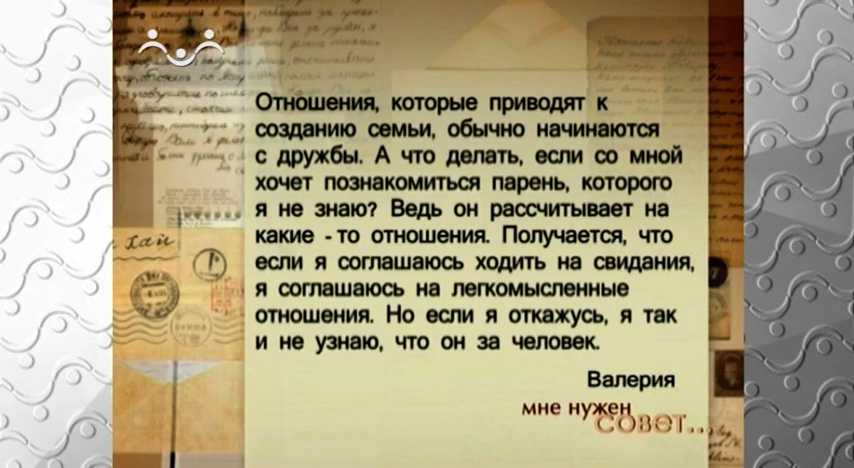 Отношения, которые приводят к
созданию семьи, обычно начинаются
с дружбы. А что делать, если со мной
хочет познакомиться парень, которого
я не знаю? Ведь он рассчитывает на
какие - то отношения. Получается, что
если я соглашаюсь ходить на свидания,
я соглашаюсь на легкомысленные
отношения. Но если я откажусь, я так
и не узнаю, что он за человек.
Валерия
мне нужен
совет...